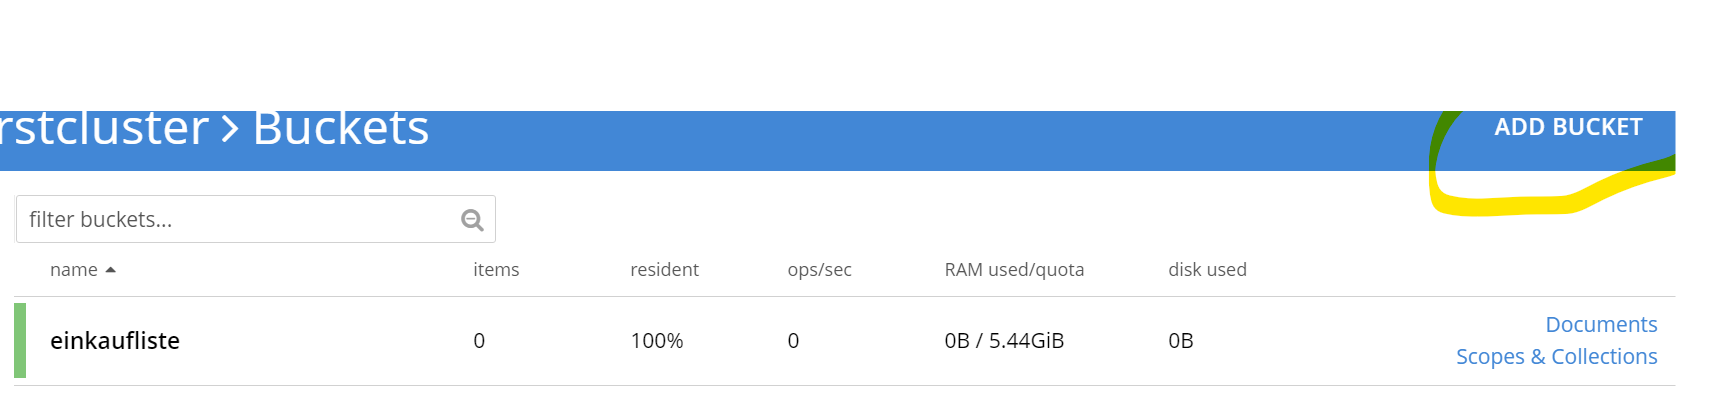 rstcluster > Buckets
ADD BUCKET
filter buckets...
name items resident ops/sec RAM used/quota disk used
einkaufliste 0 100% 0 0B / 5.44GiB 0B
Documents
Scopes & Collections